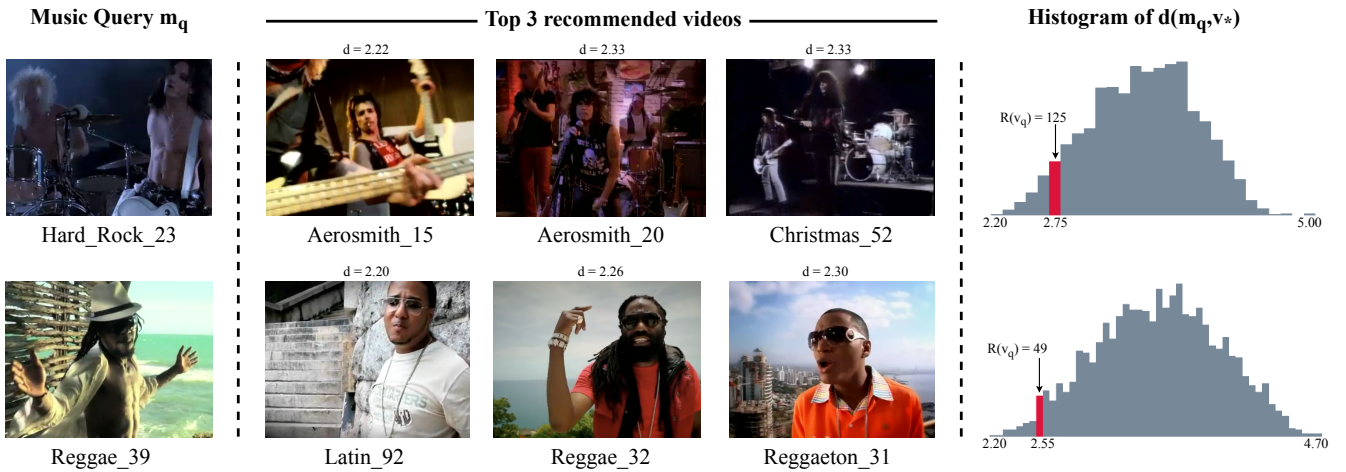 Music Query m_q
Top 3 recommended videos
Histogram of d(m_q,v_*)
d = 2.22
d = 2.33
d = 2.33
R(v_q) = 125
2.20
2.75
5.00
Hard_Rock_23
Aerosmith_15
Aerosmith_20
Christmas_52
d = 2.20
d = 2.26
d = 2.30
R(v_q) = 49
2.20
2.55
4.70
Reggae_39
Latin_92
Reggae_32
Reggaeton_31